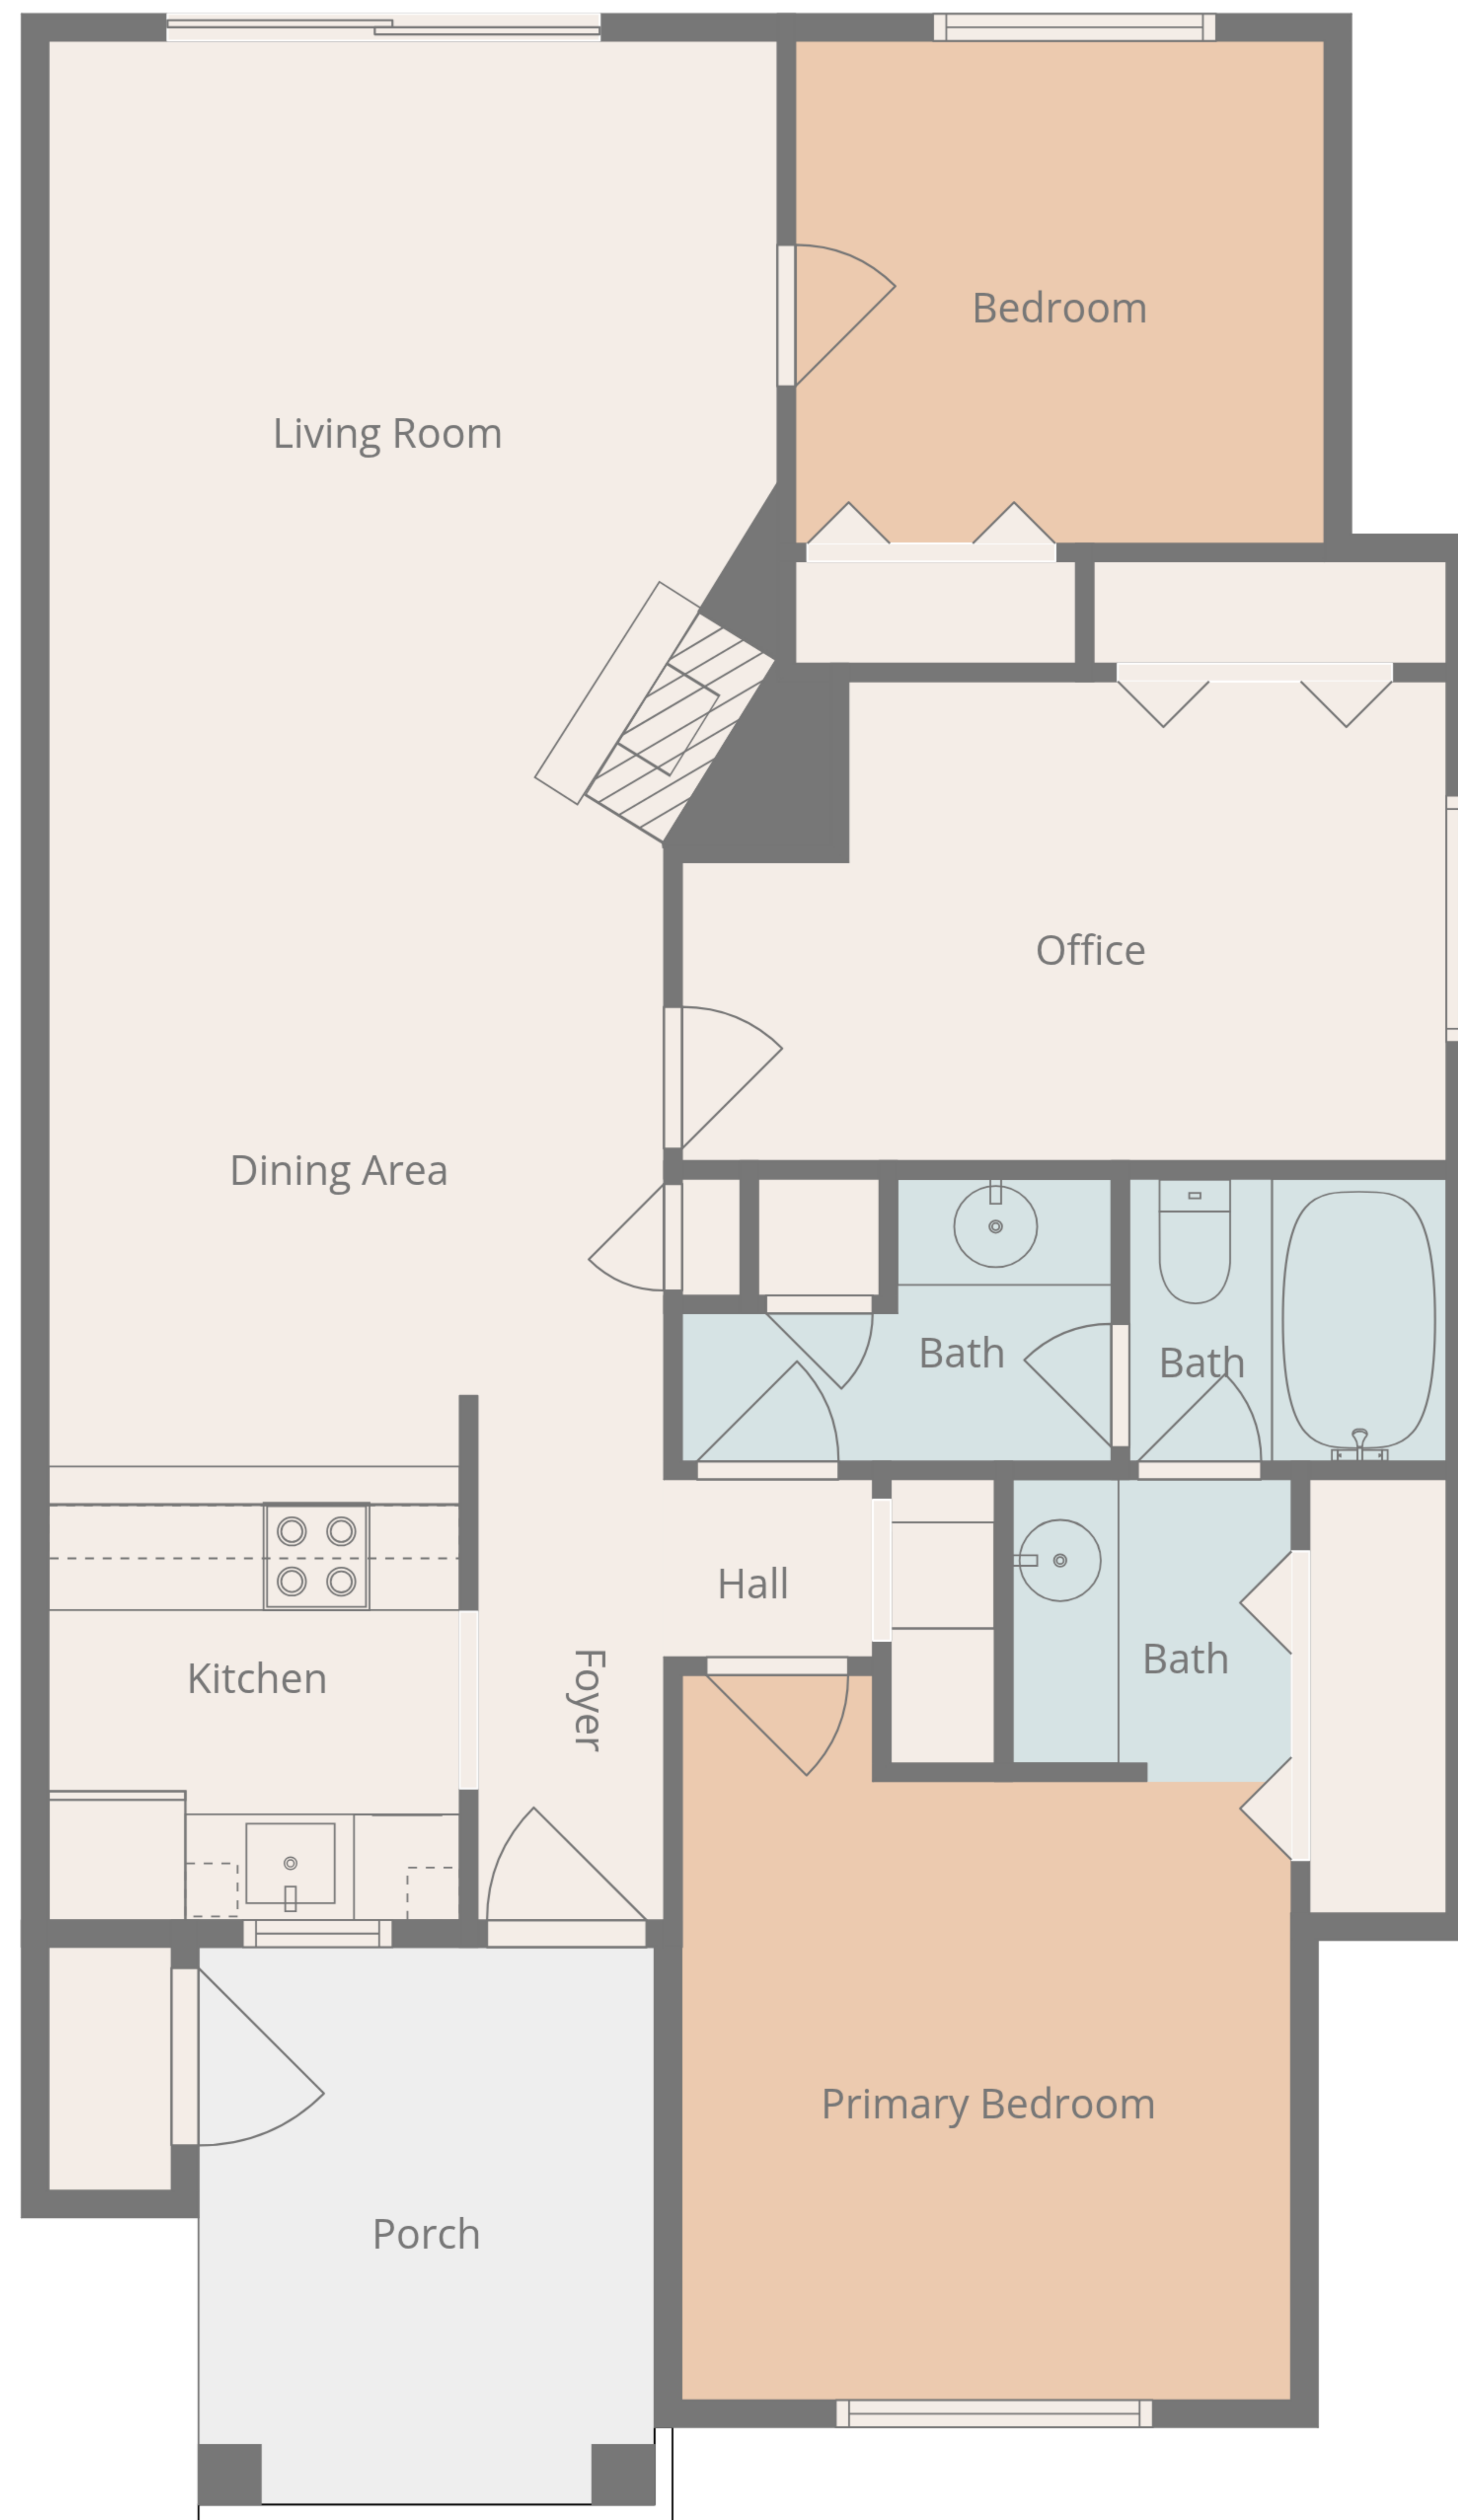 Bedroom
Living Room
Office
Dining Area
Bath
Bath
Hall
Bath
Kitchen
Foyer
Primary Bedroom
Porch